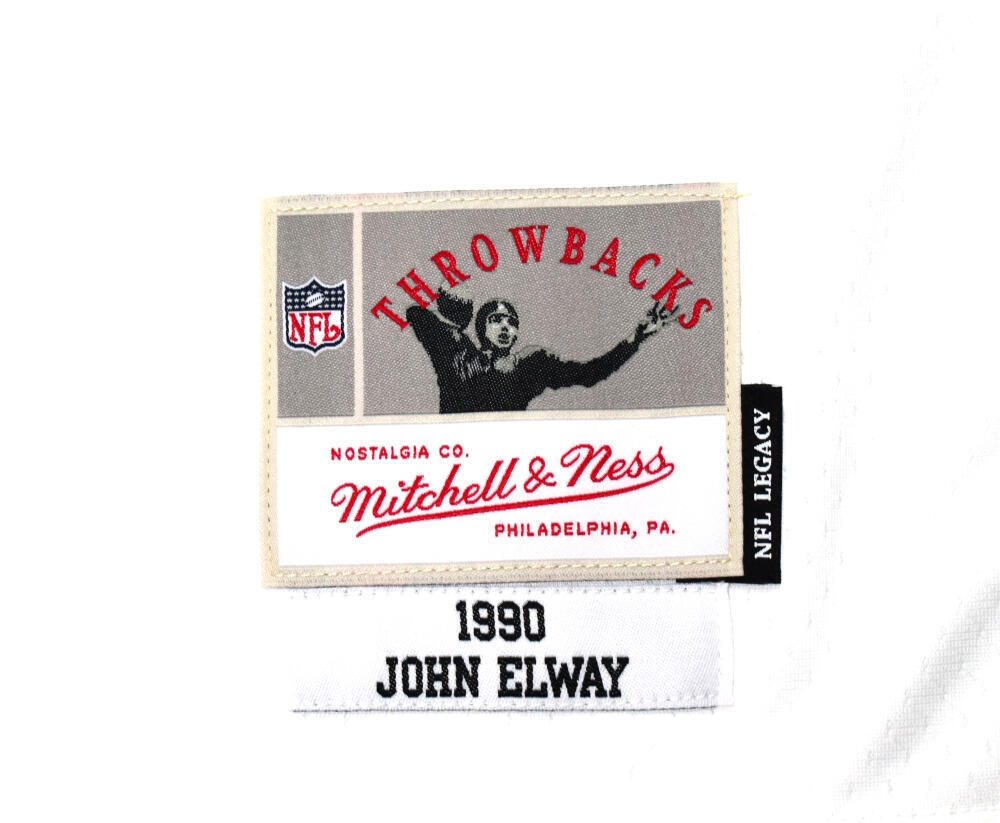 THROWBACKS
NFL
NOSTALGIA CO.
Mitchell & Ness
PHILADELPHIA, PA.
NFL LEGACY
1990
JOHN ELWAY